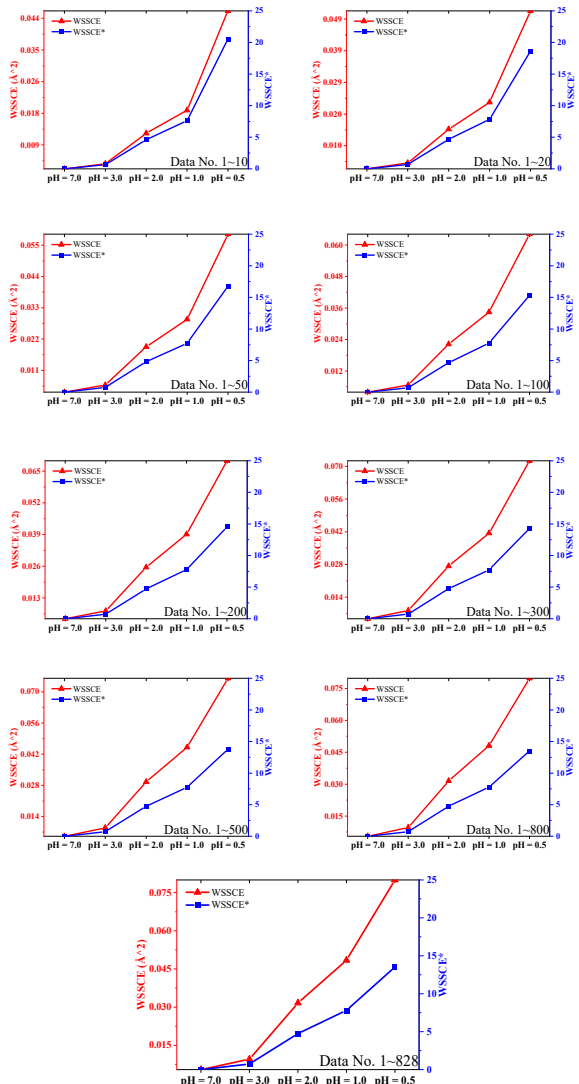 WSSCE (Å^2)
0.044
0.036
0.026
0.018
0.009
WSSCE
WSSCE*
Data No. 1~10
25
20
15
10
5
0
WSSCE*
pH = 7.0 pH = 3.0 pH = 2.0 pH = 1.0 pH = 0.5
WSSCE (Å^2)
0.049
0.039
0.029
0.020
0.010
WSSCE
WSSCE*
Data No. 1~20
25
20
15
10
5
0
WSSCE*
pH = 7.0 pH = 3.0 pH = 2.0 pH = 1.0 pH = 0.5
WSSCE (Å^2)
0.055
0.044
0.033
0.022
0.011
WSSCE
WSSCE*
Data No. 1~50
25
20
15
10
5
0
WSSCE*
pH = 7.0 pH = 3.0 pH = 2.0 pH = 1.0 pH = 0.5
WSSCE (Å^2)
0.060
0.048
0.036
0.024
0.012
WSSCE
WSSCE*
Data No. 1~100
25
20
15
10
5
0
WSSCE*
pH = 7.0 pH = 3.0 pH = 2.0 pH = 1.0 pH = 0.5
WSSCE (Å^2)
0.065
0.052
0.039
0.026
0.013
WSSCE
WSSCE*
Data No. 1~200
25
20
15
10
5
0
WSSCE*
pH = 7.0 pH = 3.0 pH = 2.0 pH = 1.0 pH = 0.5
WSSCE (Å^2)
0.070
0.056
0.042
0.028
0.014
WSSCE
WSSCE*
Data No. 1~300
25
20
15
10
5
0
WSSCE*
pH = 7.0 pH = 3.0 pH = 2.0 pH = 1.0 pH = 0.5
WSSCE (Å^2)
0.070
0.056
0.042
0.028
0.014
WSSCE
WSSCE*
Data No. 1~500
25
20
15
10
5
0
WSSCE*
pH = 7.0 pH = 3.0 pH = 2.0 pH = 1.0 pH = 0.5
WSSCE (Å^2)
0.075
0.060
0.045
0.030
0.015
WSSCE
WSSCE*
Data No. 1~800
25
20
15
10
5
0
WSSCE*
pH = 7.0 pH = 3.0 pH = 2.0 pH = 1.0 pH = 0.5
WSSCE (Å^2)
0.075
0.060
0.045
0.030
0.015
WSSCE
WSSCE*
Data No. 1~828
25
20
15
10
5
0
WSSCE*
pH = 7.0 pH = 3.0 pH = 2.0 pH = 1.0 pH = 0.5